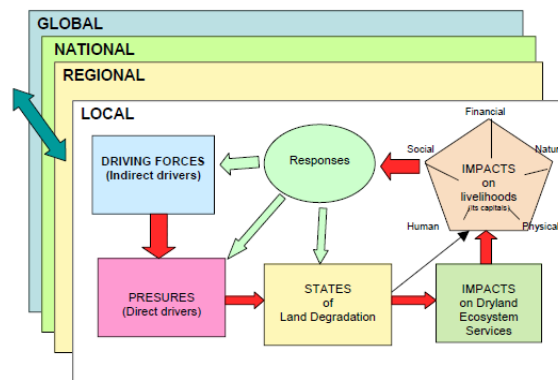 GLOBAL
NATIONAL
REGIONAL
LOCAL
Financial
Social
Natur
DRIVING FORCES
(Indirect drivers)
Responses
IMPACTS
on
livelihoods
(its capitals)
Human
Physical
PRESURES
(Direct drivers)
STATES
of
Land Degradation
IMPACTS
on Dryland
Ecosystem
Services